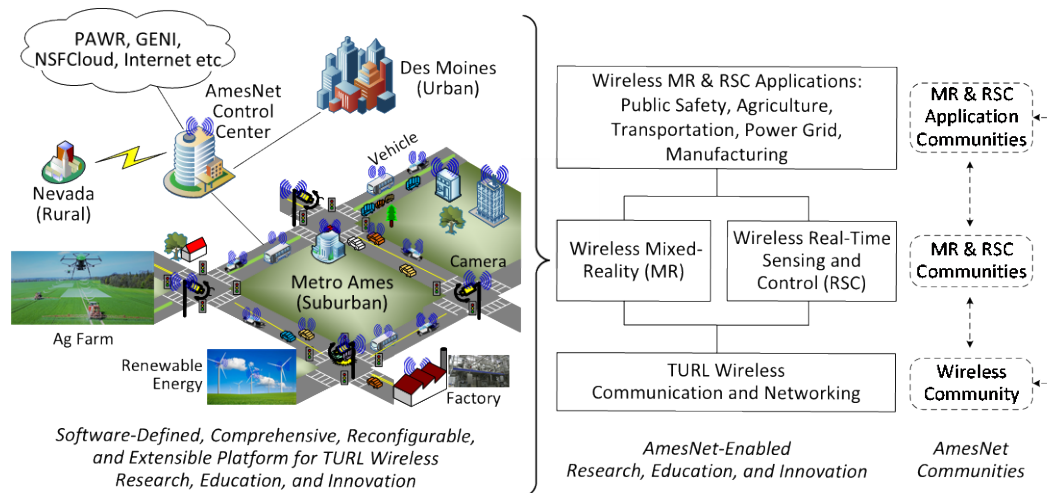 PAWR, GENI,
NSFCloud, Internet etc
AmesNet
Control
Center
Des Moines
(Urban)
Nevada
(Rural)
Vehicle
Camera
Metro Ames
(Suburban)
Ag Farm
Renewable
Energy
Factory
Software-Defined, Comprehensive, Reconfigurable,
and Extensible Platform for TURL Wireless
Research, Education, and Innovation
Wireless MR & RSC Applications:
Public Safety, Agriculture,
Transportation, Power Grid,
Manufacturing
Wireless Mixed-
Reality (MR)
Wireless Real-Time
Sensing and
Control (RSC)
TURL Wireless
Communication and Networking
AmesNet-Enabled
Research, Education, and Innovation
MR & RSC
Application
Communities
MR & RSC
Communities
Wireless
Community
AmesNet
Communities